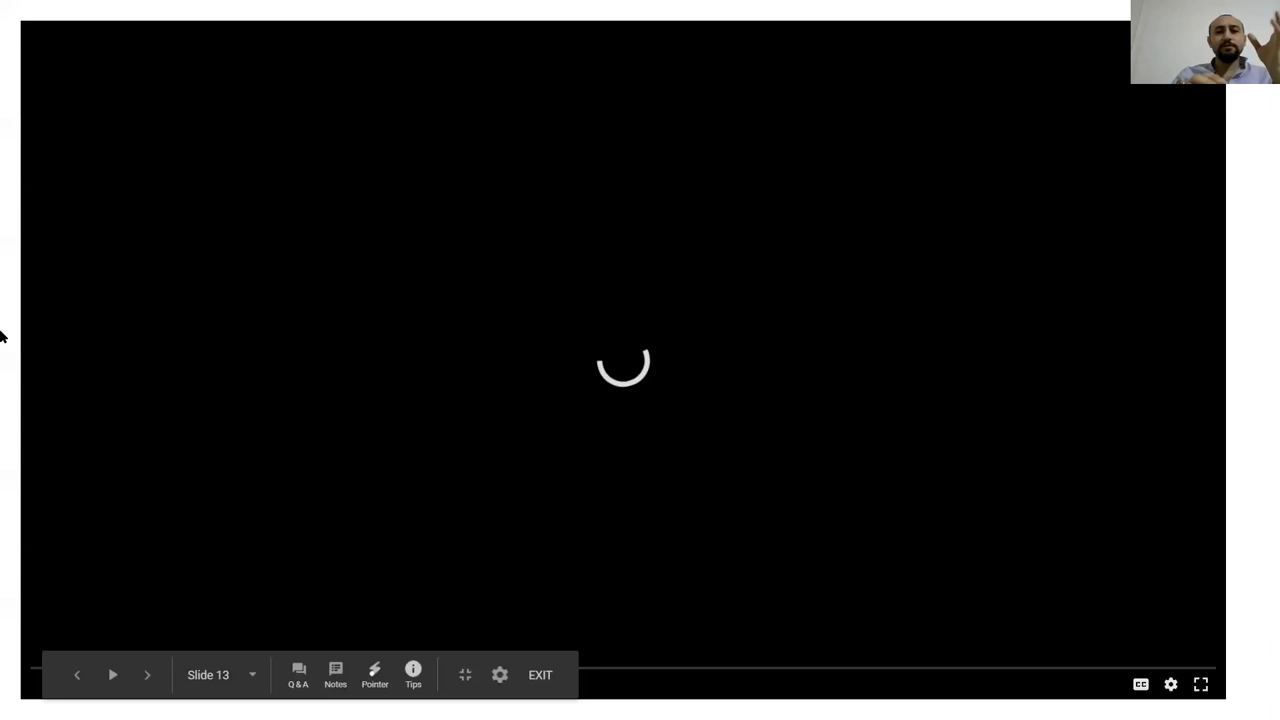 Slide 13
Q & A
Notes
Pointer
Tips
EXIT
CC